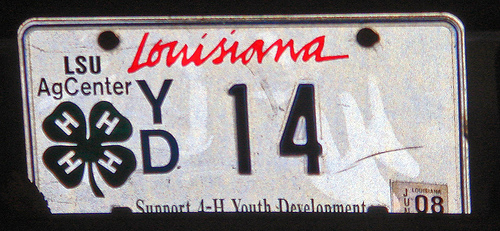 Louisiana
LSU
AgCenter
YD 14
H H
H H
Support 4-H Youth Development
LOUISIANA
JUN 08